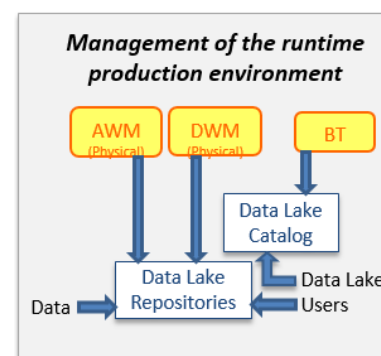 Management of the runtime
production environment
AWM
(Physical)
DWM
(Physical)
BT
Data Lake
Catalog
Data Lake
Repositories
Data
Data Lake
Users